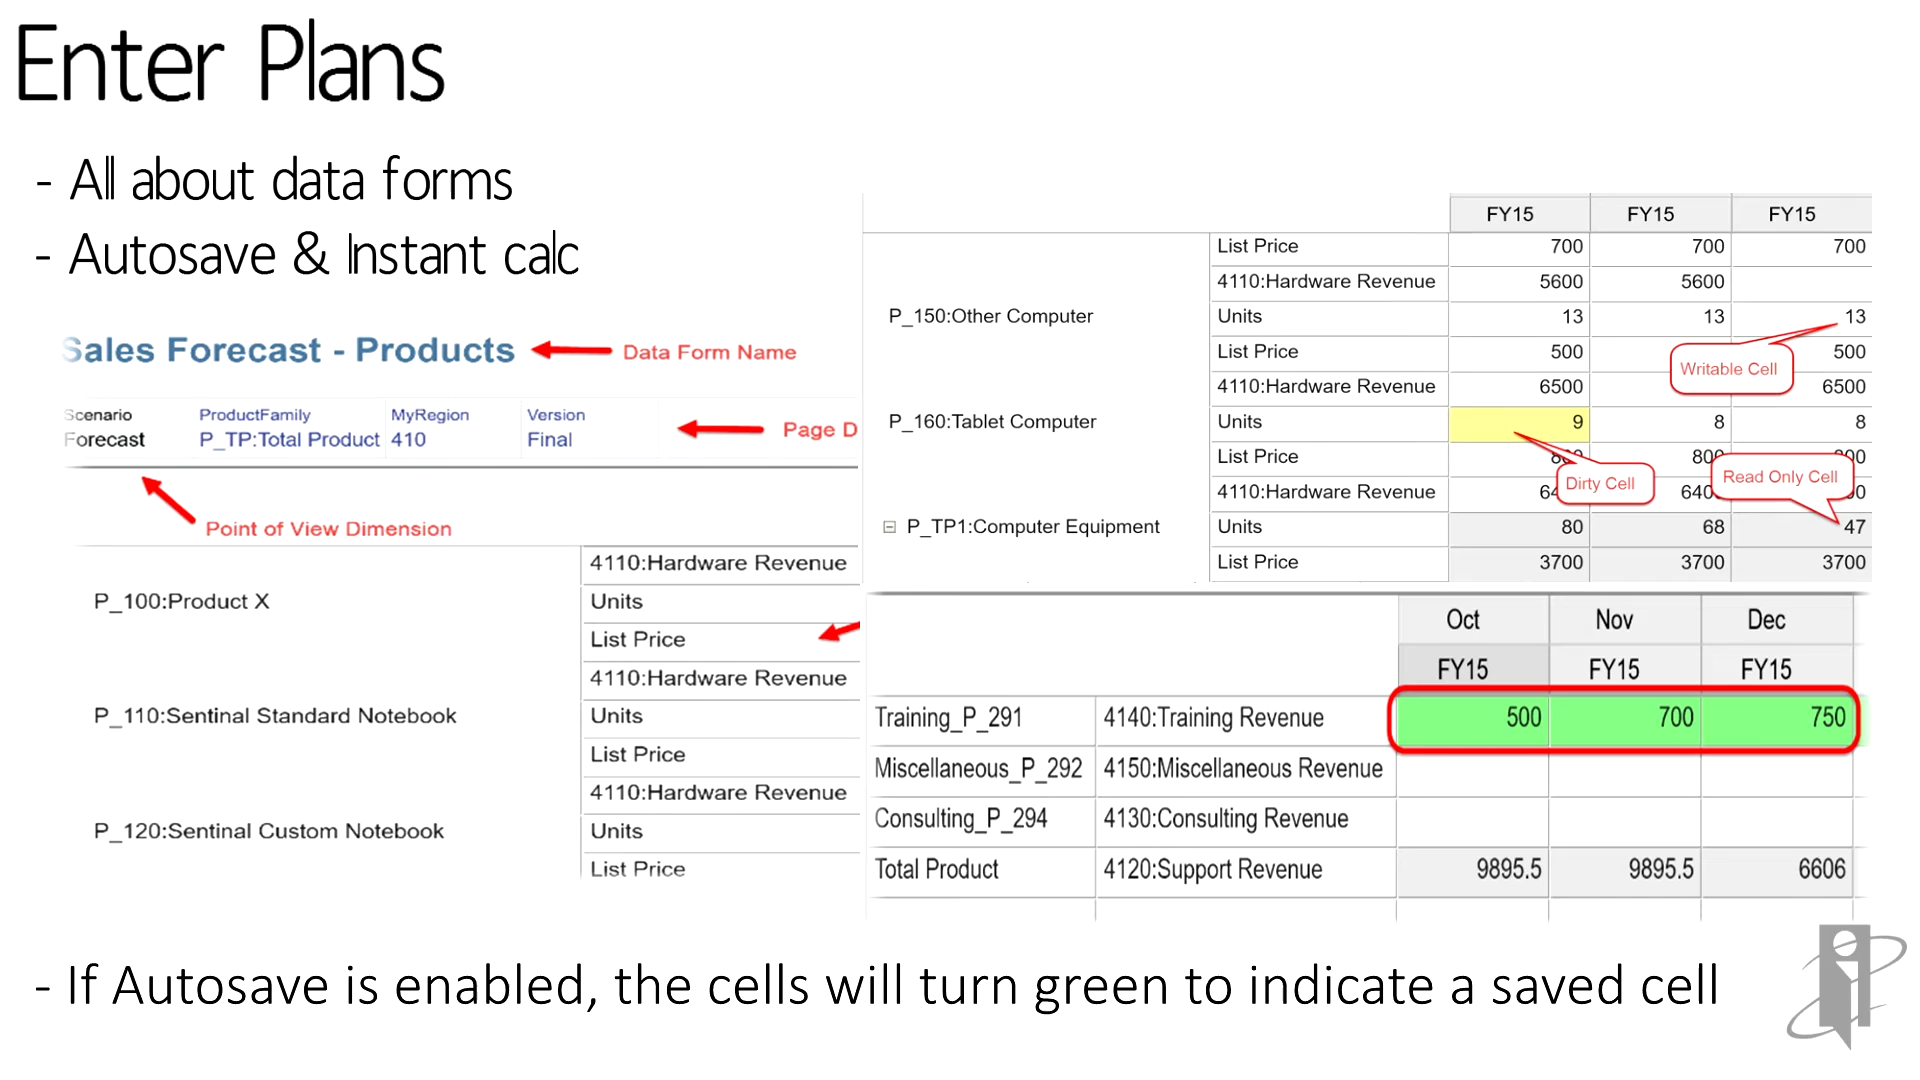 Enter Plans
- All about data forms
- Autosave & Instant calc
Sales Forecast - Products
Data Form Name
Scenario ProductFamily MyRegion Version
Forecast P_TP:Total Product 410 Final
Page D
Point of View Dimension
4110:Hardware Revenue
P_100:Product X Units
List Price
4110:Hardware Revenue
P_110:Sentinal Standard Notebook Units
List Price
4110:Hardware Revenue
P_120:Sentinal Custom Notebook Units
List Price
FY15 FY15 FY15
List Price 700 700 700
4110:Hardware Revenue 5600 5600
P_150:Other Computer Units 13 13 13
List Price 500 500
Writable Cell
4110:Hardware Revenue 6500 6500
P_160:Tablet Computer Units 9 8 8
List Price
Dirty Cell
Read Only Cell
4110:Hardware Revenue
P_TP1:Computer Equipment Units 80 68 47
List Price 3700 3700 3700
Oct Nov Dec
FY15 FY15 FY15
Training_P_291 4140:Training Revenue 500 700 750
Miscellaneous_P_292 4150:Miscellaneous Revenue
Consulting_P_294 4130:Consulting Revenue
Total Product 4120:Support Revenue 9895.5 9895.5 6606
- If Autosave is enabled, the cells will turn green to indicate a saved cell